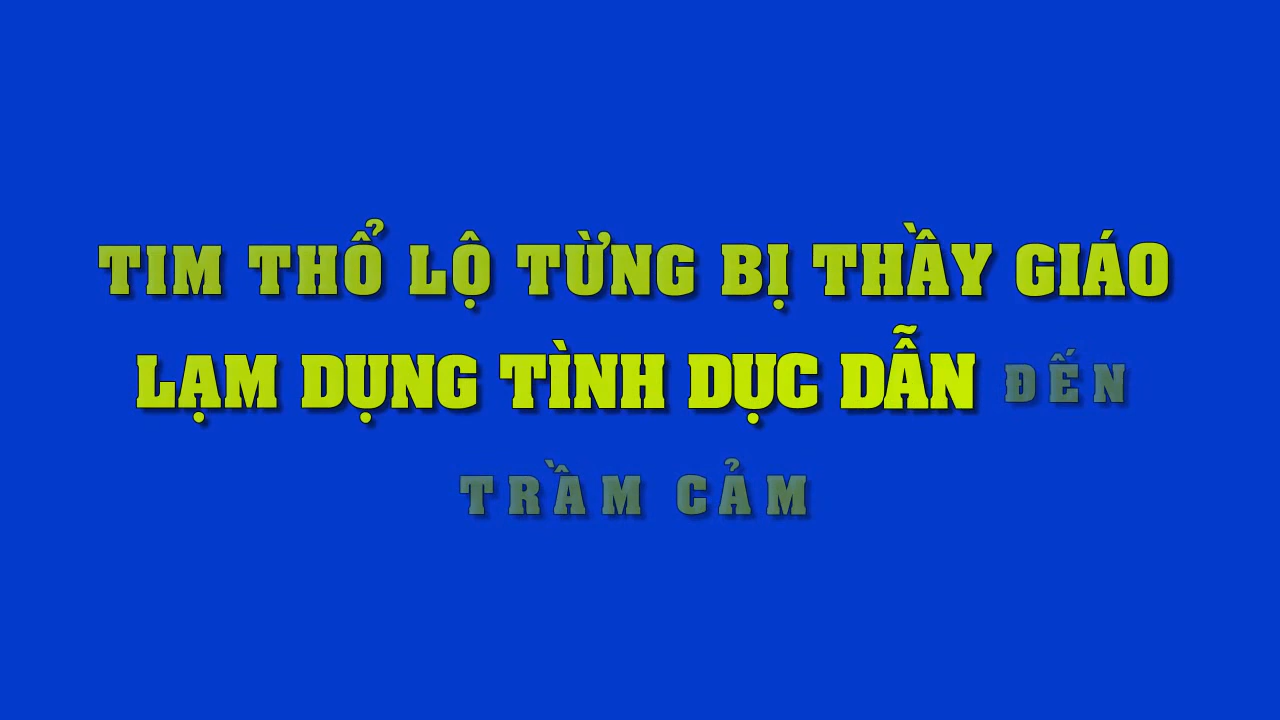 TIM THỔ LỘ TỪNG BỊ THẦY GIÁO
LẠM DỤNG TÌNH DỤC DẪN ĐẾN
TRẦM CẢM